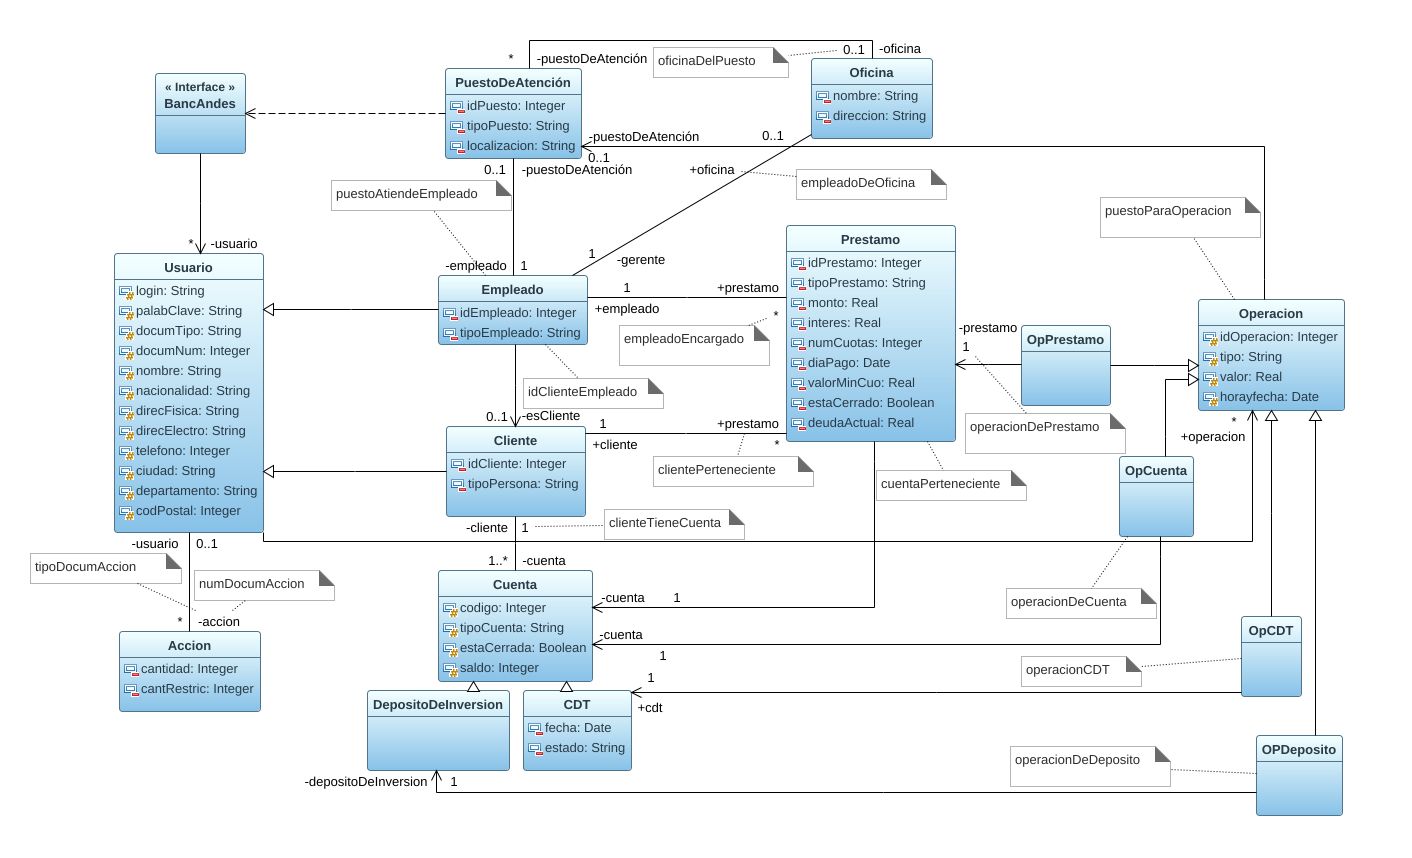 *
-puestoDeAtención
oficinaDelPuesto
0..1
-oficina
« Interface »
BancAndes
PuestoDeAtención
idPuesto: Integer
tipoPuesto: String
localizacion: String
Oficina
nombre: String
direccion: String
-puestoDeAtención
0..1
0..1
0..1
-puestoDeAtención
+oficina
empleadoDeOficina
puestoAtiendeEmpleado
puestoParaOperacion
*
-usuario
-empleado
1
1
-gerente
Usuario
login: String
palabClave: String
documTipo: String
documNum: Integer
nombre: String
nacionalidad: String
direcFisica: String
direcElectro: String
telefono: Integer
ciudad: String
departamento: String
codPostal: Integer
Empleado
idEmpleado: Integer
tipoEmpleado: String
1
+prestamo
+empleado
*
empleadoEncargado
Prestamo
idPrestamo: Integer
tipoPrestamo: String
monto: Real
interes: Real
numCuotas: Integer
diaPago: Date
valorMinCuo: Real
estaCerrado: Boolean
deudaActual: Real
-prestamo
1
OpPrestamo
Operacion
idOperacion: Integer
tipo: String
valor: Real
horayfecha: Date
idClienteEmpleado
0..1
-esCliente
1
+prestamo
+cliente
*
operacionDePrestamo
*
+operacion
Cliente
idCliente: Integer
tipoPersona: String
clientePerteneciente
cuentaPerteneciente
OpCuenta
-cliente
1
clienteTieneCuenta
-usuario
0..1
tipoDocumAccion
numDocumAccion
1..*
-cuenta
Cuenta
codigo: Integer
tipoCuenta: String
estaCerrada: Boolean
saldo: Integer
-cuenta
1
operacionDeCuenta
*
-accion
Accion
cantidad: Integer
cantRestric: Integer
-cuenta
1
OpCDT
operacionCDT
1
+cdt
DepositoDeInversion
CDT
fecha: Date
estado: String
OPDeposito
operacionDeDeposito
-depositoDeInversion
1